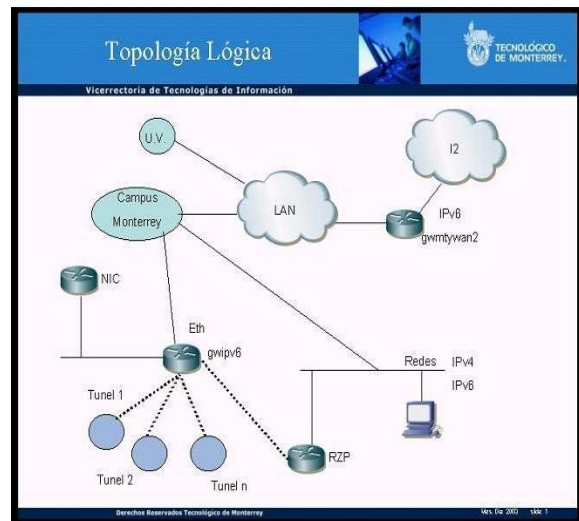 Topología Lógica
TECNOLÓGICO
DE MONTERREY.
Vicerrectoría de Tecnologías de Información
U.V.
I2
Campus
Monterrey
LAN
IPv6
gwmtywan2
NIC
Eth
gwipv6
Redes IPv4
IPv6
Tunel 1
RZP
Tunel 2
Tunel n
Derechos Reservados Tecnológico de Monterrey
2003 slide 1